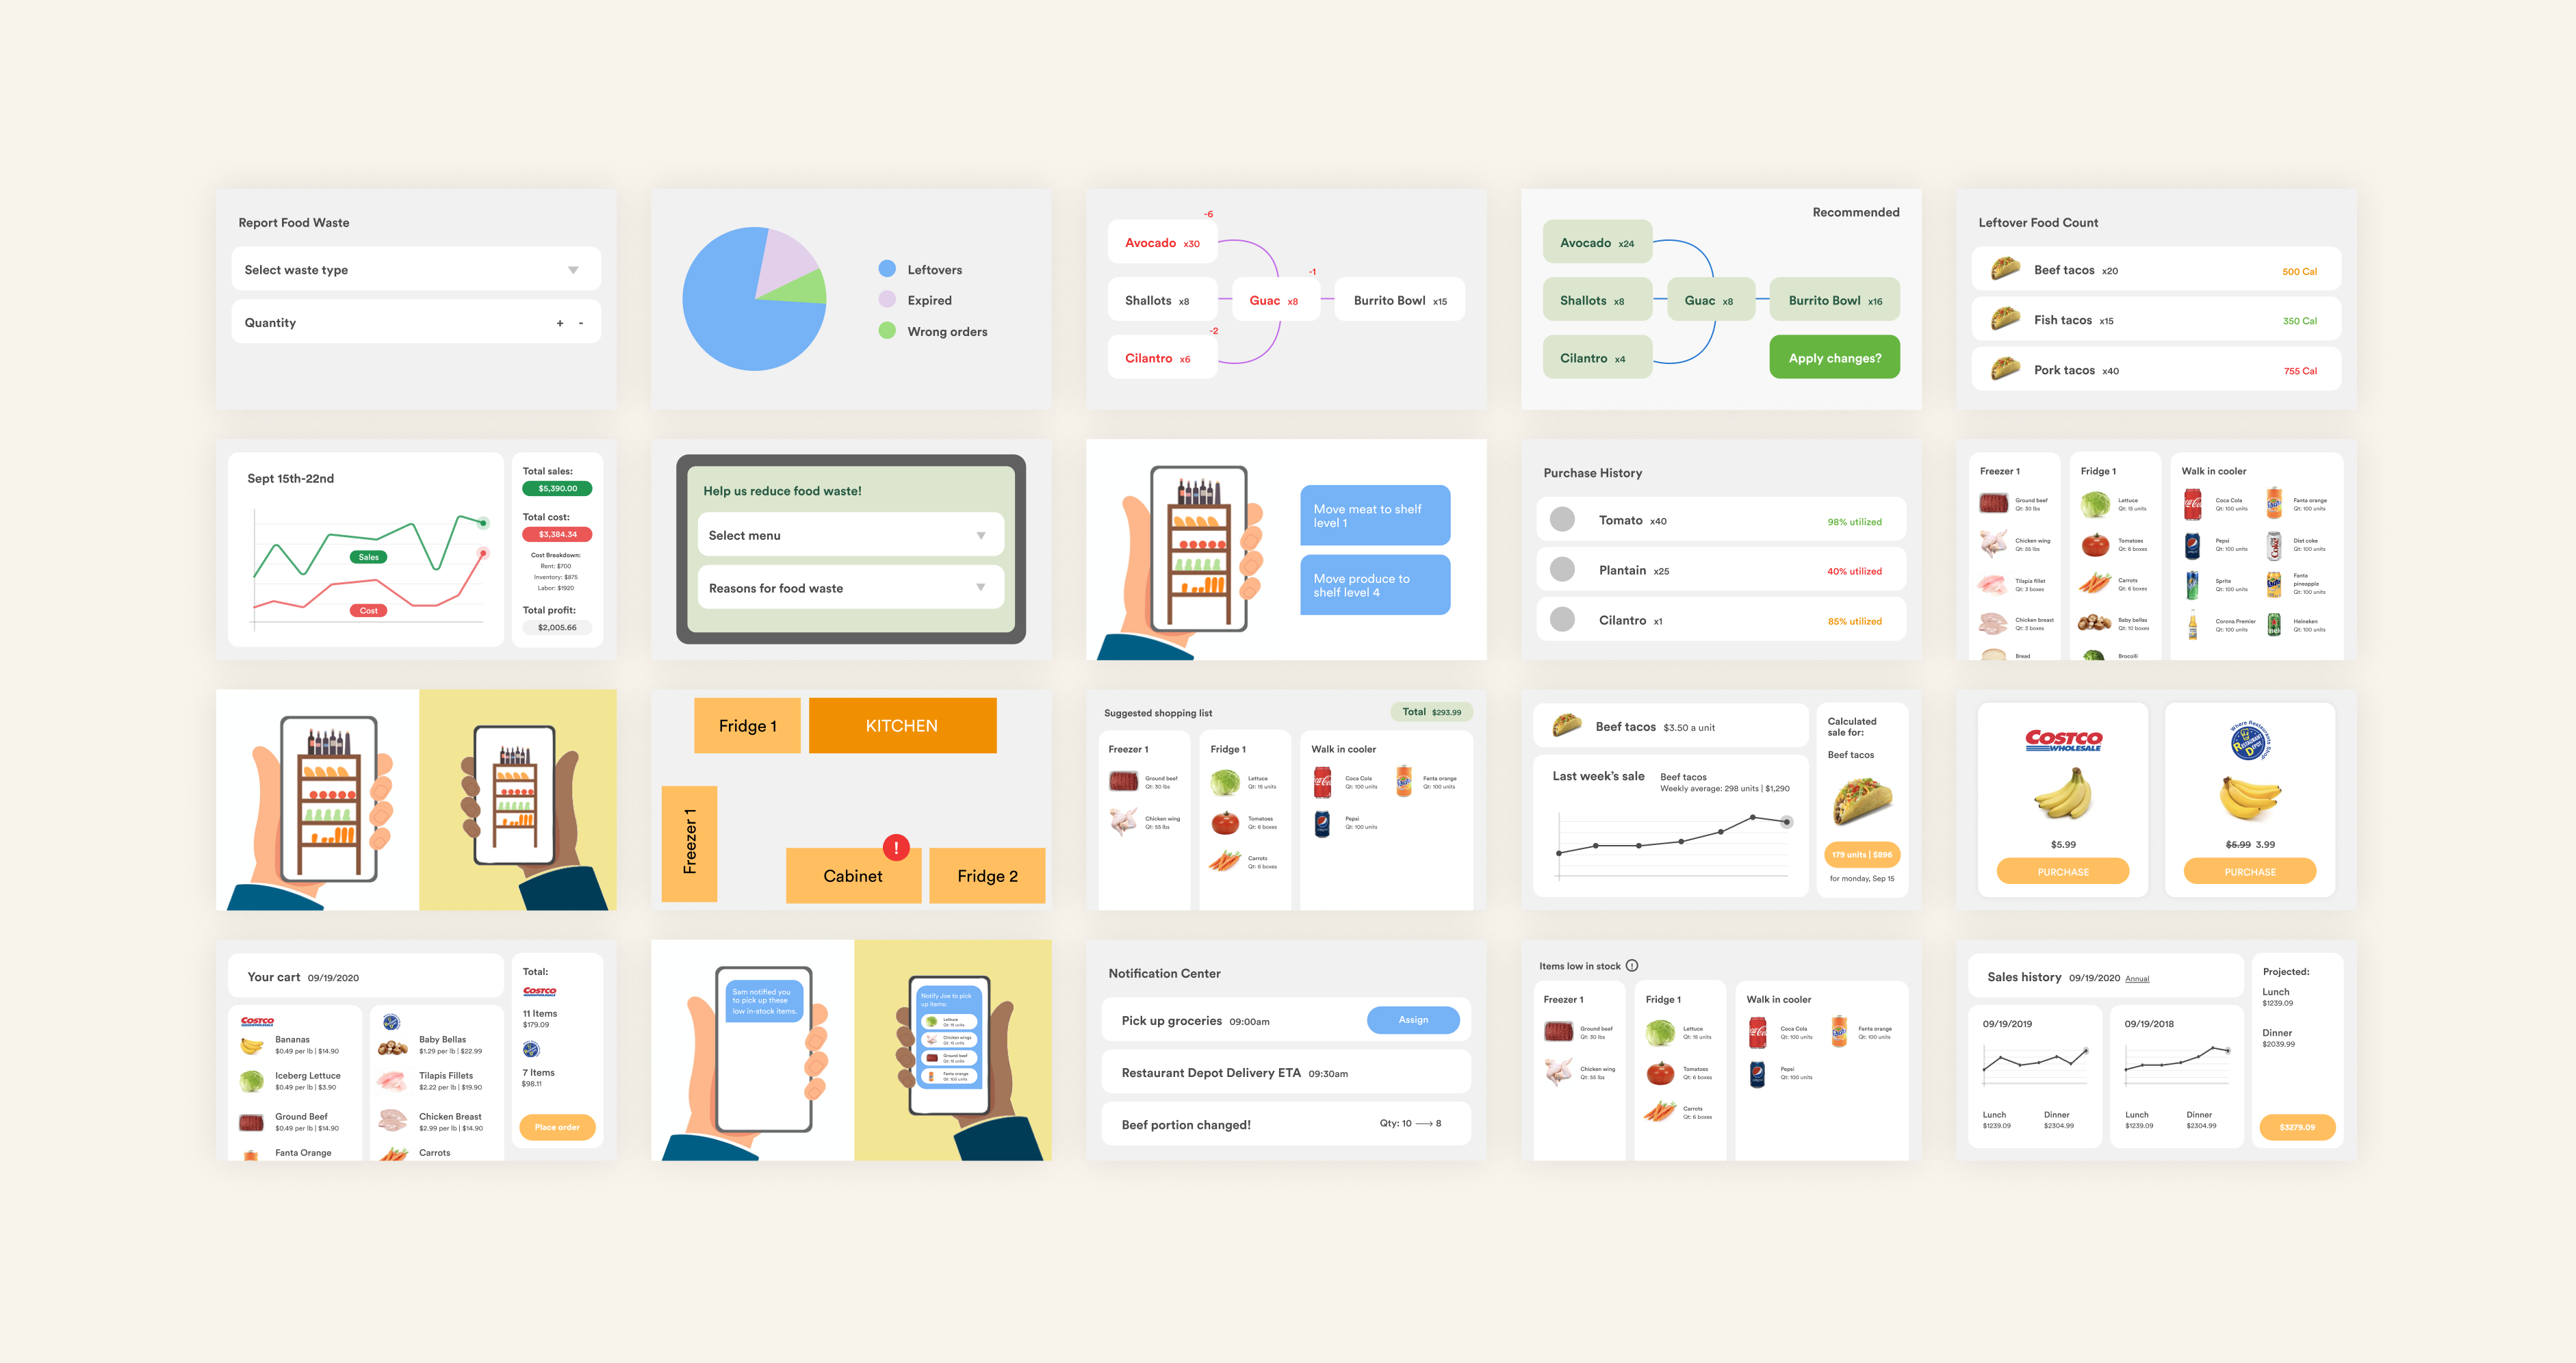 Report Food Waste
Select waste type
Quantity + -
Leftovers
Expired
Wrong orders
-6
Avocado x30
-1
Shallots x8
Guac x8
Burrito Bowl x15
-2
Cilantro x6
Recommended
Avocado x24
Shallots x8
Guac x8
Burrito Bowl x16
Cilantro x4
Apply changes?
Leftover Food Count
Beef tacos x20 500 Cal
Fish tacos x15 350 Cal
Pork tacos x40 755 Cal
Sept 15th-22nd
Sales
Cost
Total sales:
$5,390.00
Total cost:
$3,384.34
Cost Breakdown:
Rent: $700
Inventory: $875
Labor: $1920
Total profit:
$2,005.66
Help us reduce food waste!
Select menu
Reasons for food waste
Move meat to shelf
level 1
Move produce to
shelf level 4
Purchase History
Tomato x40 98% utilized
Plantain x25 40% utilized
Cilantro x1 85% utilized
Freezer 1
Ground beef
Qt: 30 lbs
Chicken wing
Qt: 55 lbs
Tilapia fillet
Qt: 3 boxes
Chicken breast
Qt: 3 boxes
Bread
Fridge 1
Lettuce
Qt: 15 units
Tomatoes
Qt: 6 boxes
Carrots
Qt: 6 boxes
Baby bellas
Qt: 10 boxes
Brocolli
Walk in cooler
Coca Cola
Qt: 100 units
Fanta orange
Qt: 100 units
Pepsi
Qt: 100 units
Diet coke
Qt: 100 units
Sprite
Qt: 100 units
Fanta
pineapple
Qt: 100 units
Corona Premier
Qt: 100 units
Heineken
Qt: 100 units
Fridge 1
KITCHEN
Freezer 1
!
Cabinet
Fridge 2
Suggested shopping list
Total $293.99
Freezer 1
Ground beef
Qt: 30 lbs
Chicken wing
Qt: 55 lbs
Fridge 1
Lettuce
Qt: 15 units
Tomatoes
Qt: 6 boxes
Carrots
Qt: 6 boxes
Walk in cooler
Coca Cola
Qt: 100 units
Fanta orange
Qt: 100 units
Pepsi
Qt: 100 units
Beef tacos $3.50 a unit
Last week's sale
Beef tacos
Weekly average: 298 units | $1,290
Calculated
sale for:
Beef tacos
179 units | $896
for monday, Sep 15
COSTCO
WHOLESALE
$5.99
PURCHASE
Where Restaurants Shop
RESTAURANT
DEPOT
$5.99 3.99
PURCHASE
Your cart 09/19/2020
COSTCO
Bananas
$0.49 per lb | $14.90
Iceberg Lettuce
$0.49 per lb | $3.90
Ground Beef
$0.49 per lb | $14.90
Fanta Orange
Baby Bellas
$1.29 per lb | $22.99
Tilapis Fillets
$2.22 per lb | $19.90
Chicken Breast
$2.99 per lb | $14.90
Carrots
Total:
COSTCO
11 Items
$179.09
7 Items
$98.11
Place order
Sam notified you
to pick up these
low in-stock items.
Notify Joe to pick
up items:
Lettuce
Qt: 15 units
Chicken wings
Qt: 15 units
Ground beef
Qt: 15 units
Fanta orange
Qt: 100 units
Notification Center
Pick up groceries 09:00am Assign
Restaurant Depot Delivery ETA 09:30am
Beef portion changed! Qty: 10 → 8
Items low in stock !
Freezer 1
Ground beef
Qt: 30 lbs
Chicken wing
Qt: 55 lbs
Fridge 1
Lettuce
Qt: 15 units
Tomatoes
Qt: 6 boxes
Carrots
Qt: 6 boxes
Walk in cooler
Coca Cola
Qt: 100 units
Fanta orange
Qt: 100 units
Pepsi
Qt: 100 units
Sales history 09/19/2020 Annual
09/19/2019
Lunch Dinner
$1239.09 $2304.99
09/19/2018
Lunch Dinner
$1239.09 $2304.99
Projected:
Lunch
$1239.09
Dinner
$2039.99
$3279.09